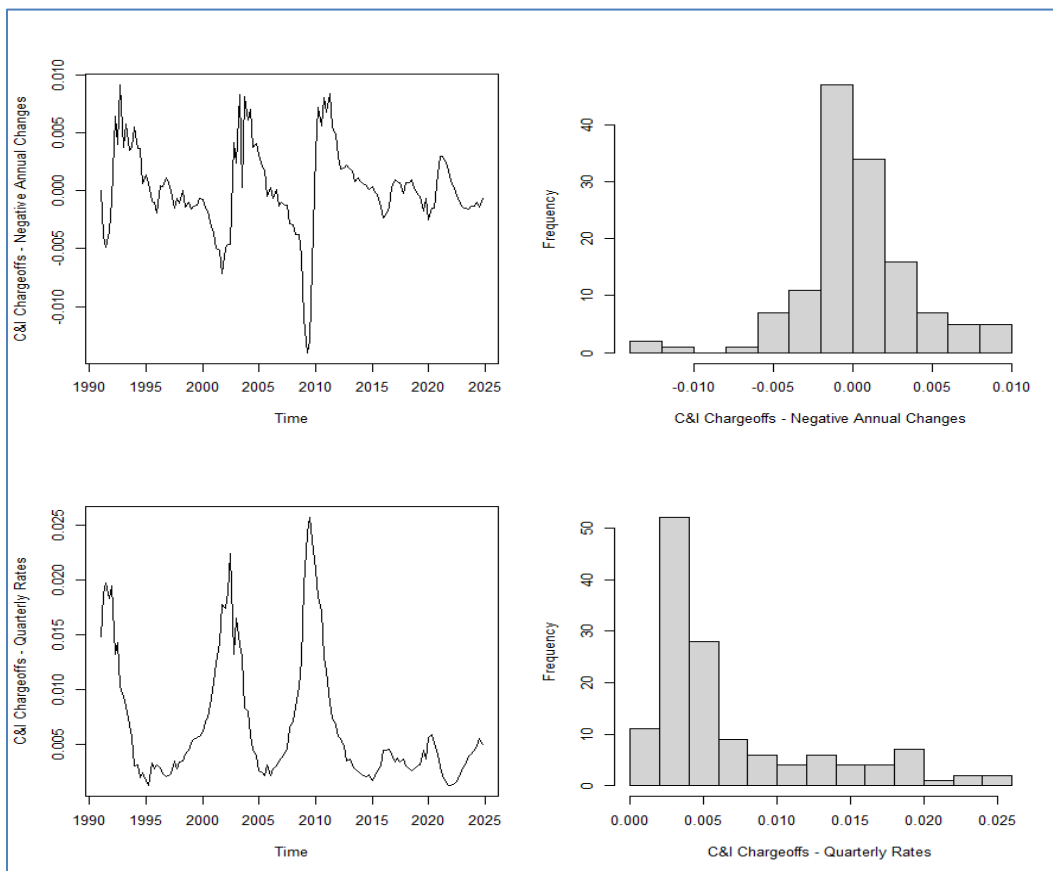 C&I Chargeoffs - Negative Annual Changes
0.010
0.005
0.000
-0.005
-0.010
1990 1995 2000 2005 2010 2015 2020 2025
Time
Frequency
40
30
20
10
0
-0.010 -0.005 0.000 0.005 0.010
C&I Chargeoffs - Negative Annual Changes
C&I Chargeoffs - Quarterly Rates
0.025
0.020
0.015
0.010
0.005
1990 1995 2000 2005 2010 2015 2020 2025
Time
Frequency
50
40
30
20
10
0
0.000 0.005 0.010 0.015 0.020 0.025
C&I Chargeoffs - Quarterly Rates